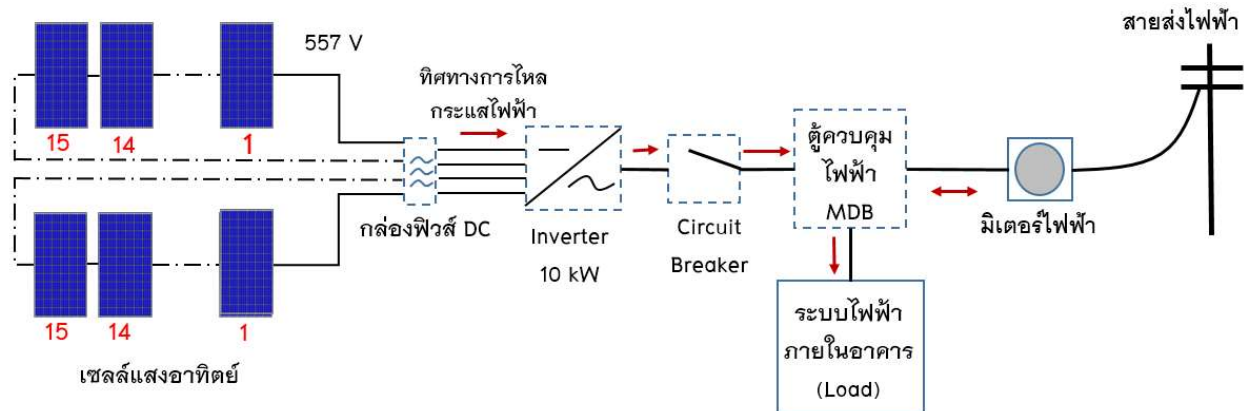 557 V
สายส่งไฟฟ้า
ทิศทางการไหล
กระแสไฟฟ้า
15
14
1
ตู้ควบคุม
ไฟฟ้า
MDB
กล่องฟิวส์ DC
Inverter
10 kW
Circuit
Breaker
มิเตอร์ไฟฟ้า
15
14
1
ระบบไฟฟ้า
ภายในอาคาร
(Load)
เซลล์แสงอาทิตย์